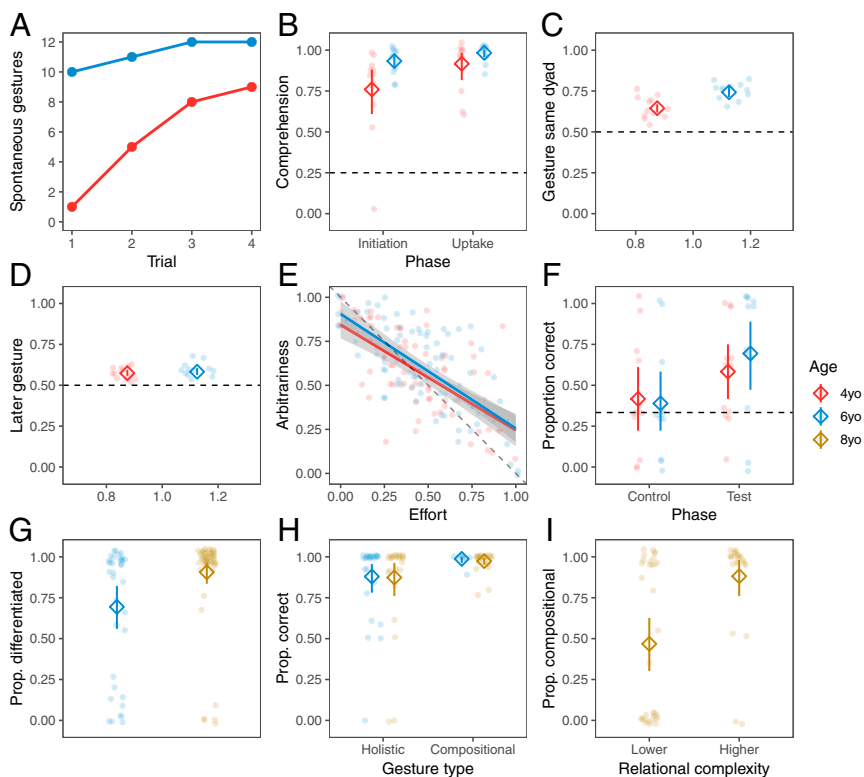 A
Spontaneous gestures
12
10
8
6
4
2
0
1 2 3 4
Trial
B
Comprehension
1.00
0.75
0.50
0.25
0.00
Initiation Uptake
Phase
C
Gesture same dyad
1.00
0.75
0.50
0.25
0.00
0.8 1.0 1.2
D
Later gesture
1.00
0.75
0.50
0.25
0.00
0.8 1.0 1.2
E
Arbitranness
1.00
0.75
0.50
0.25
0.00
0.00 0.25 0.50 0.75 1.00
Effort
F
Proportion correct
1.00
0.75
0.50
0.25
0.00
Control Test
Phase
Age
4yo
6yo
8yo
G
Prop. differentiated
1.00
0.75
0.50
0.25
0.00
H
Prop. correct
1.00
0.75
0.50
0.25
0.00
Holistic Compositional
Gesture type
I
Prop. compositional
1.00
0.75
0.50
0.25
0.00
Lower Higher
Relational complexity